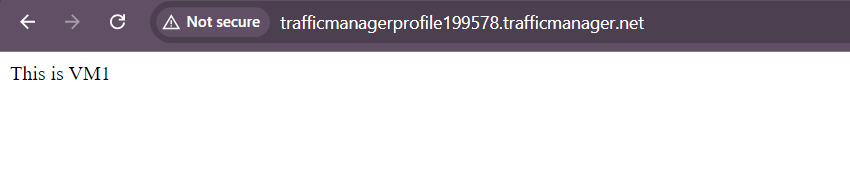 Not secure trafficmanagerprofile199578.trafficmanager.net
This is VM1